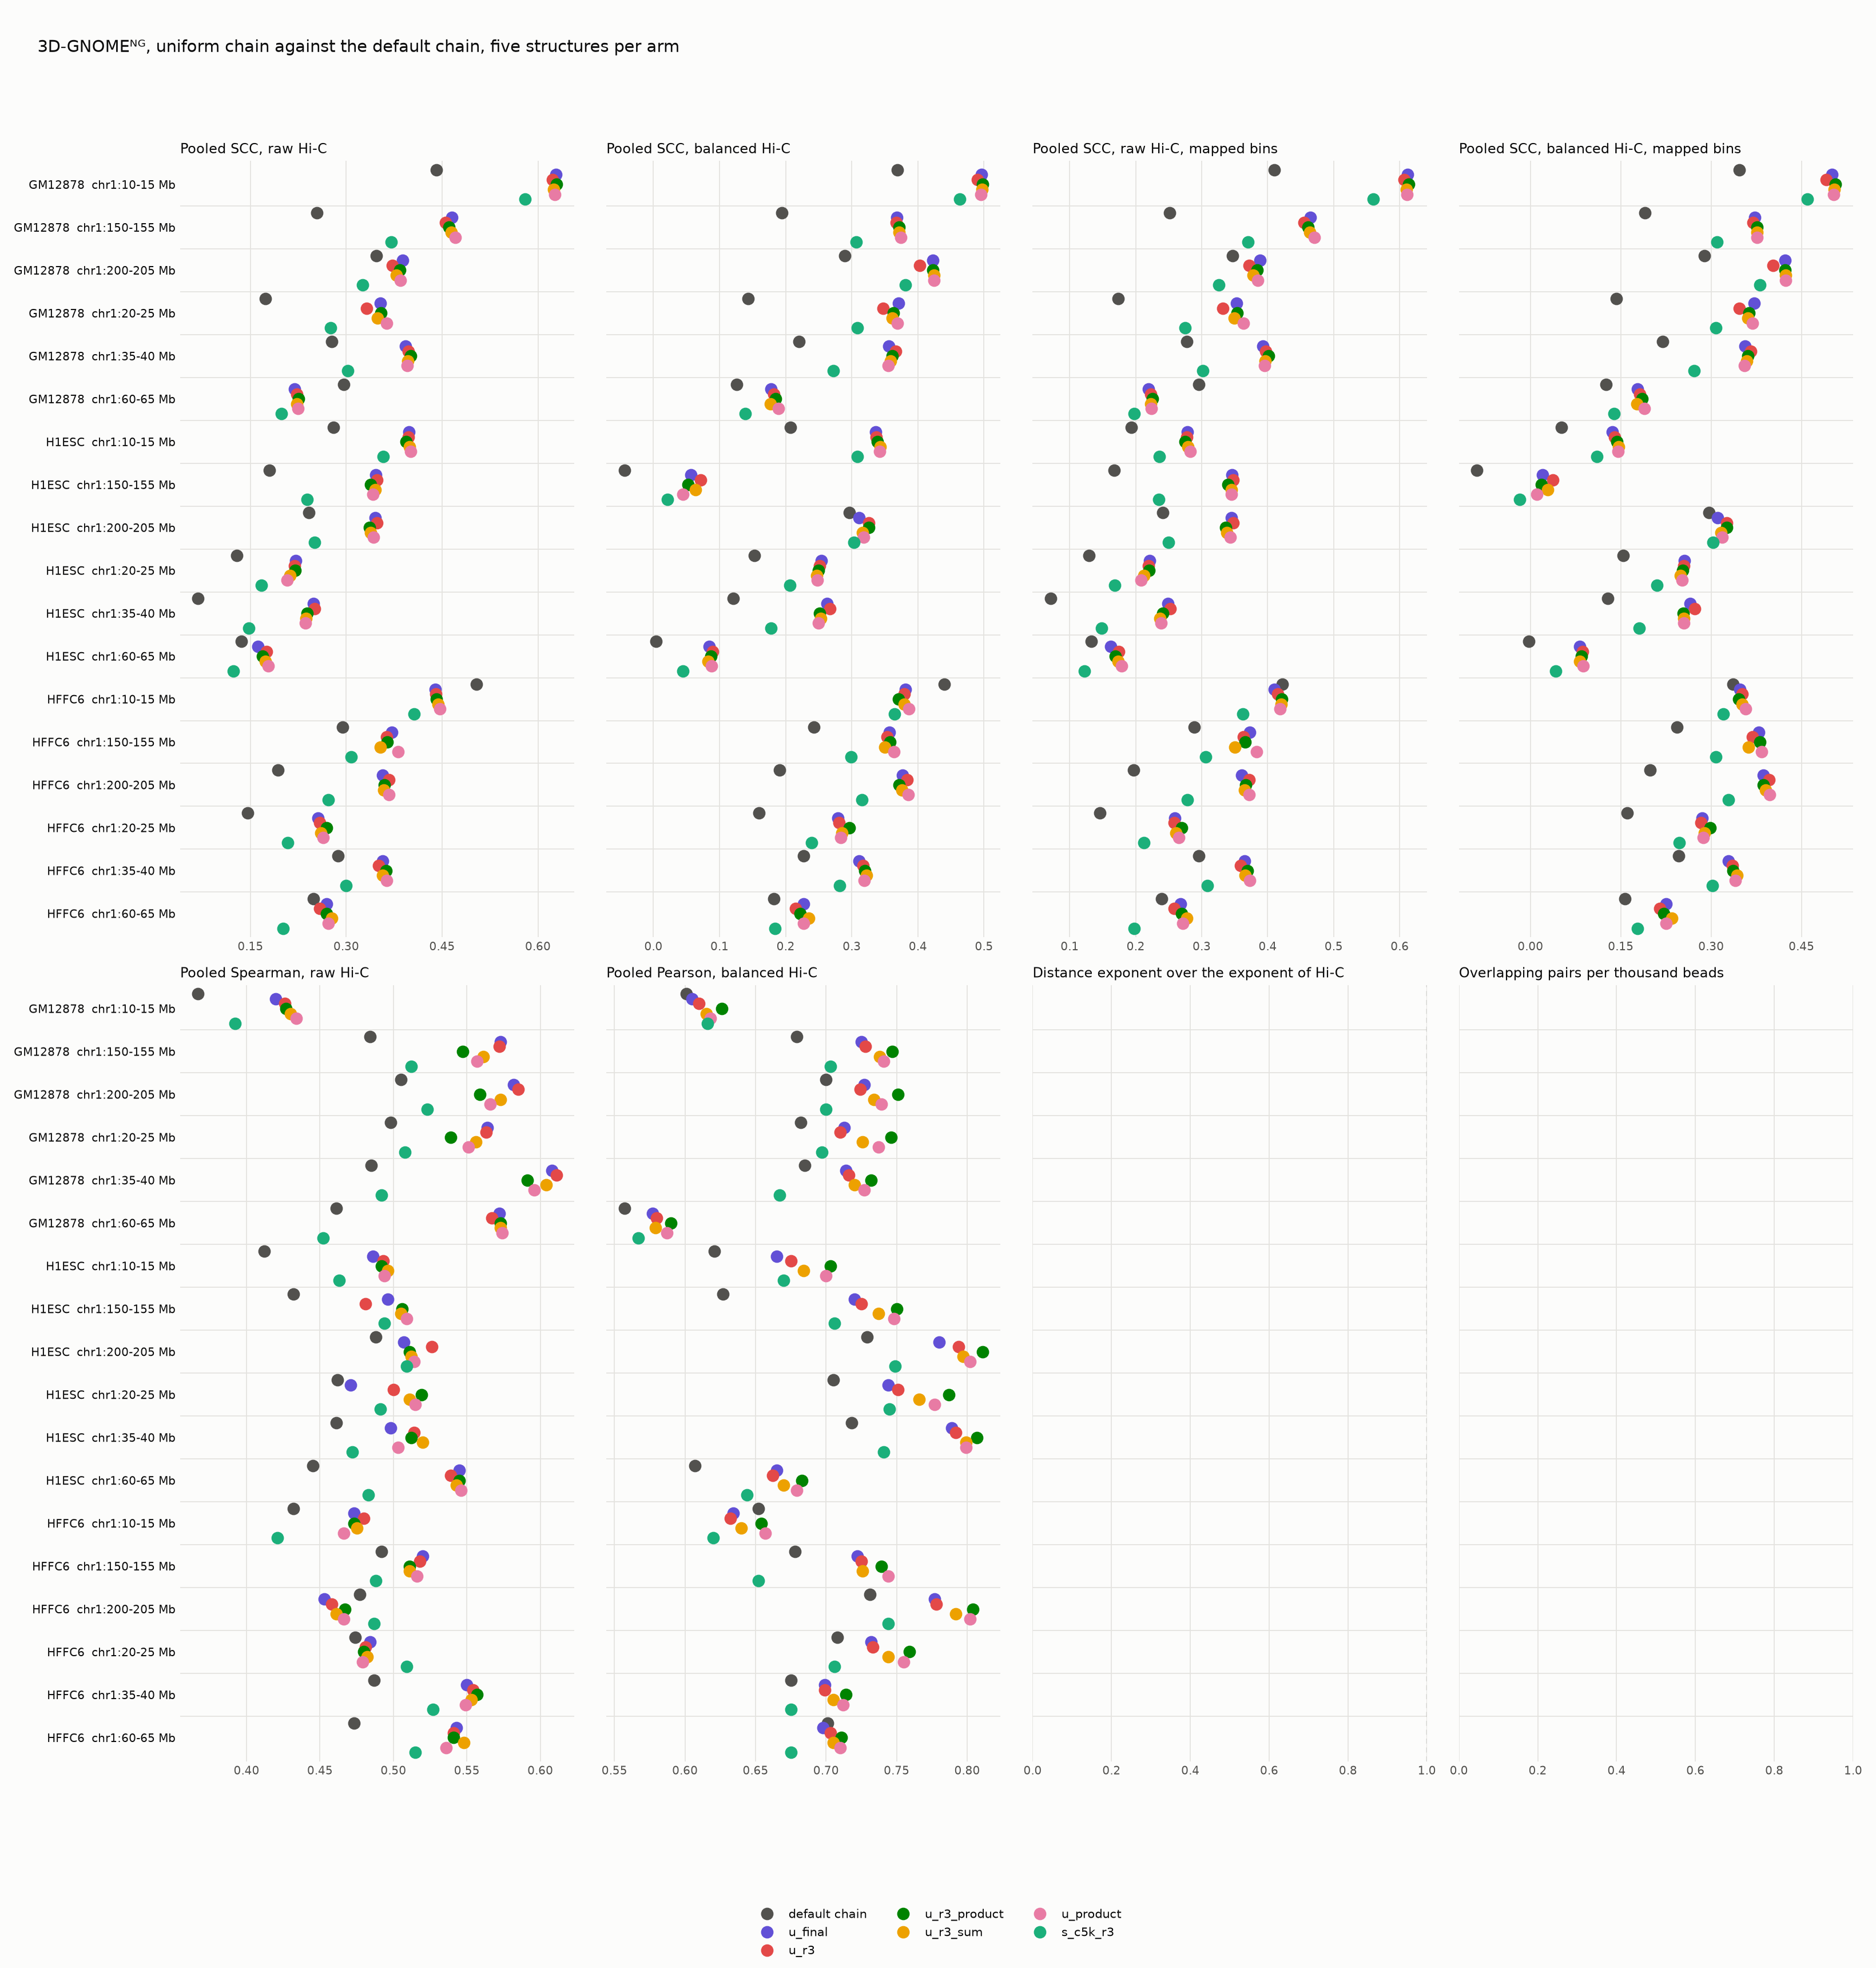 3D-GNOMEᴺᴳ, uniform chain against the default chain, five structures per arm
Pooled SCC, raw Hi-C
Pooled SCC, balanced Hi-C
Pooled SCC, raw Hi-C, mapped bins
Pooled SCC, balanced Hi-C, mapped bins
GM12878 chr1:10-15 Mb
GM12878 chr1:150-155 Mb
GM12878 chr1:200-205 Mb
GM12878 chr1:20-25 Mb
GM12878 chr1:35-40 Mb
GM12878 chr1:60-65 Mb
H1ESC chr1:10-15 Mb
H1ESC chr1:150-155 Mb
H1ESC chr1:200-205 Mb
H1ESC chr1:20-25 Mb
H1ESC chr1:35-40 Mb
H1ESC chr1:60-65 Mb
HFFC6 chr1:10-15 Mb
HFFC6 chr1:150-155 Mb
HFFC6 chr1:200-205 Mb
HFFC6 chr1:20-25 Mb
HFFC6 chr1:35-40 Mb
HFFC6 chr1:60-65 Mb
0.15 0.30 0.45 0.60
0.0 0.1 0.2 0.3 0.4 0.5
0.1 0.2 0.3 0.4 0.5 0.6
0.00 0.15 0.30 0.45
Pooled Spearman, raw Hi-C
Pooled Pearson, balanced Hi-C
Distance exponent over the exponent of Hi-C
Overlapping pairs per thousand beads
GM12878 chr1:10-15 Mb
GM12878 chr1:150-155 Mb
GM12878 chr1:200-205 Mb
GM12878 chr1:20-25 Mb
GM12878 chr1:35-40 Mb
GM12878 chr1:60-65 Mb
H1ESC chr1:10-15 Mb
H1ESC chr1:150-155 Mb
H1ESC chr1:200-205 Mb
H1ESC chr1:20-25 Mb
H1ESC chr1:35-40 Mb
H1ESC chr1:60-65 Mb
HFFC6 chr1:10-15 Mb
HFFC6 chr1:150-155 Mb
HFFC6 chr1:200-205 Mb
HFFC6 chr1:20-25 Mb
HFFC6 chr1:35-40 Mb
HFFC6 chr1:60-65 Mb
0.40 0.45 0.50 0.55 0.60
0.55 0.60 0.65 0.70 0.75 0.80
0.0 0.2 0.4 0.6 0.8 1.0
0.0 0.2 0.4 0.6 0.8 1.0
default chain
u_final
u_r3
u_r3_product
u_r3_sum
u_product
s_c5k_r3